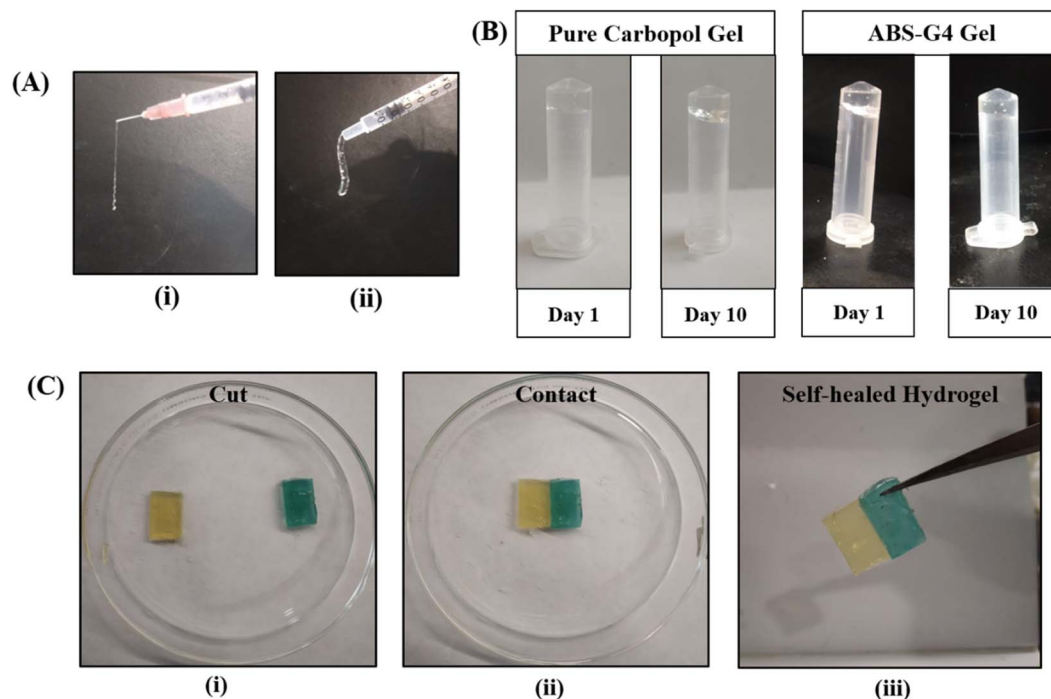 (A)
(i)
(ii)
(B)
Pure Carbopol Gel
ABS-G4 Gel
Day 1
Day 10
Day 1
Day 10
(C)
Cut
Contact
Self-healed Hydrogel
(i)
(ii)
(iii)